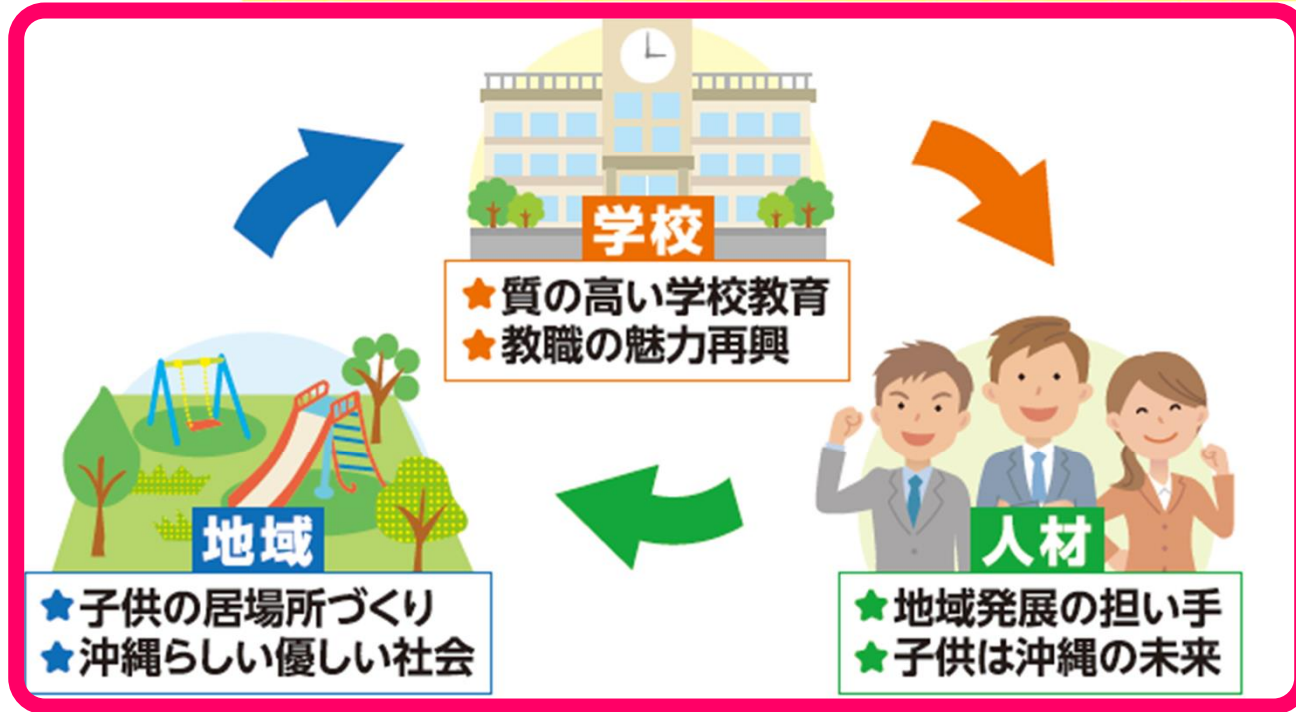 学校
★質の高い学校教育
★教職の魅力再興
地域
★子供の居場所づくり
★沖縄らしい優しい社会
人材
★地域発展の担い手
★子供は沖縄の未来